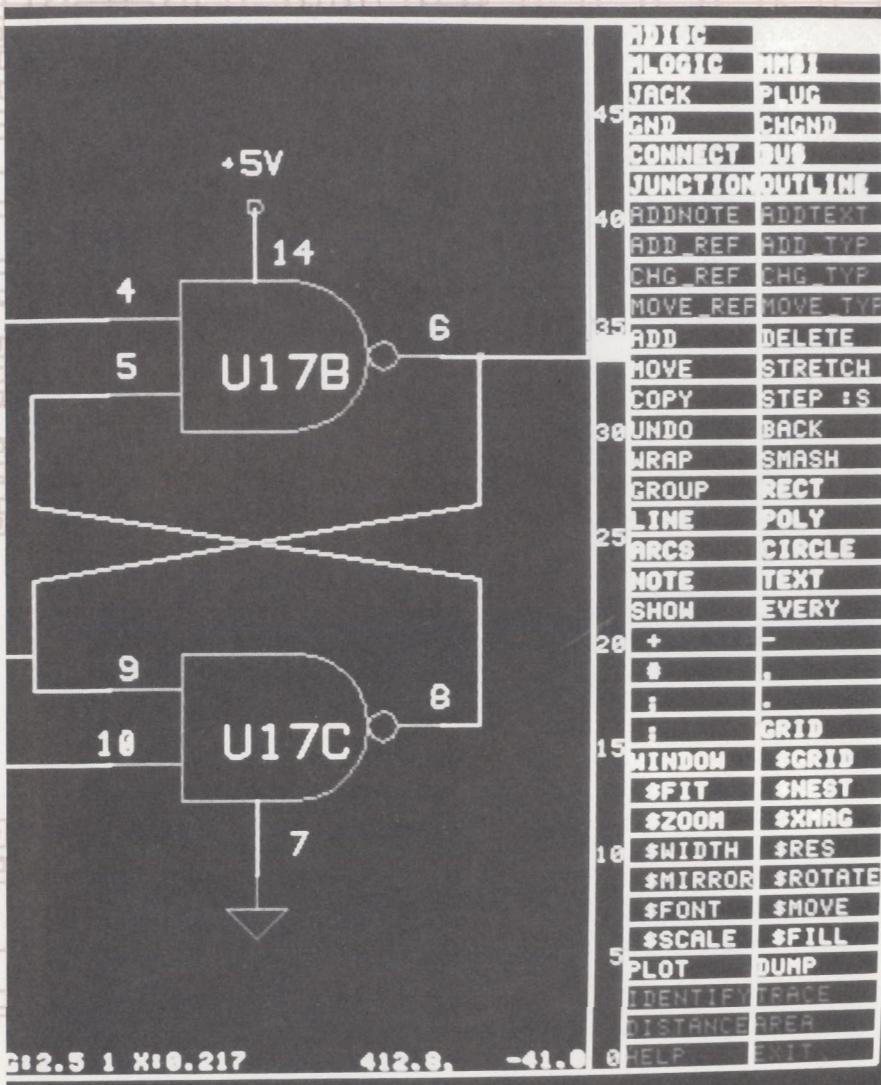 +5V
14
4
5
6
U17B
9
10
8
U17C
7
G:2.5 1 X:0.217 412.8, -41.0
45
40
35
30
25
20
15
10
5
0
MDISC
MLOGIC MMSI
JACK PLUG
GND CHGND
CONNECT BUS
JUNCTION OUTLINE
ADDNOTE ADDTEXT
ADD_REF ADD_TYP
CHG_REF CHG_TYP
MOVE_REF MOVE_TYP
ADD DELETE
MOVE STRETCH
COPY STEP :S
UNDO BACK
WRAP SMASH
GROUP RECT
LINE POLY
ARCS CIRCLE
NOTE TEXT
SHOW EVERY
+ -
# ,
: .
; GRID
WINDOW $GRID
$FIT $NEST
$ZOOM $XMAG
$WIDTH $RES
$MIRROR $ROTATE
$FONT $MOVE
$SCALE $FILL
PLOT DUMP
IDENTIFY TRACE
DISTANCE AREA
HELP EXIT